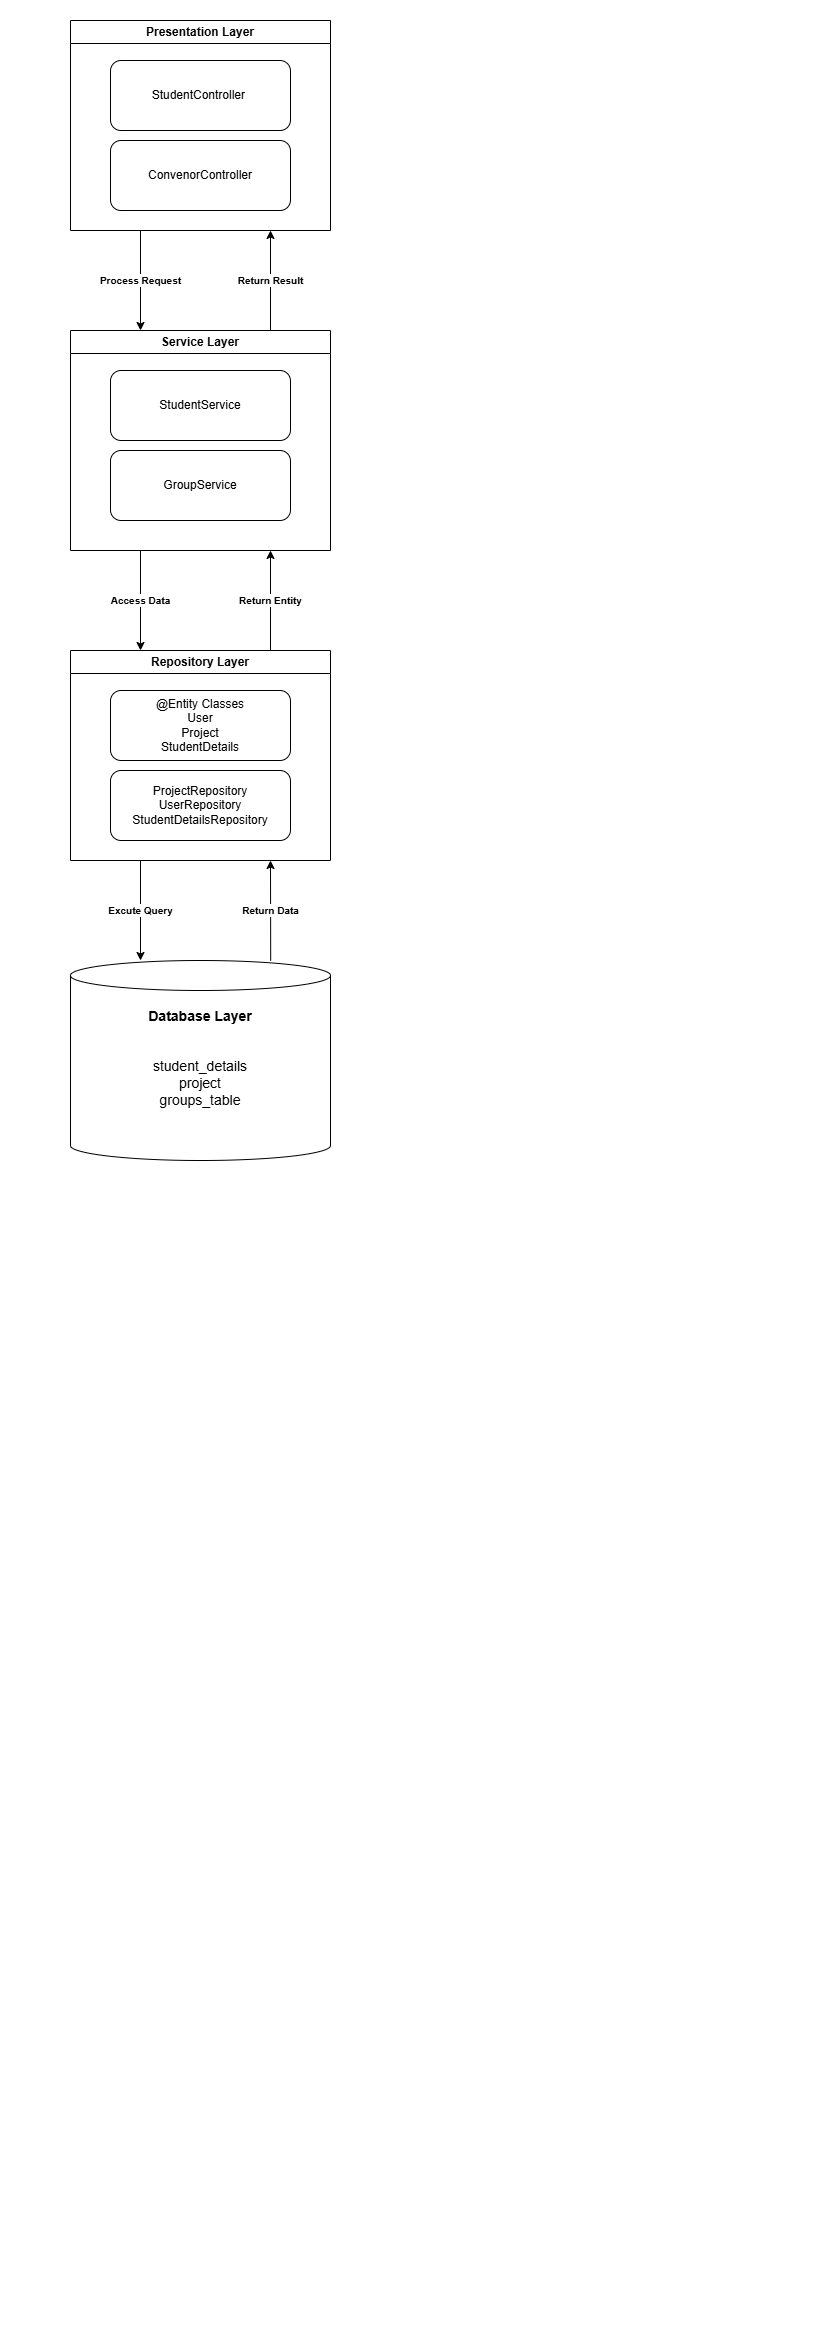 Presentation Layer
StudentController
ConvenorController
Process Request
Return Result
Service Layer
StudentService
GroupService
Access Data
Return Entity
Repository Layer
@Entity Classes
User
Project
StudentDetails
ProjectRepository
UserRepository
StudentDetailsRepository
Excute Query
Return Data
Database Layer
student_details
project
groups_table